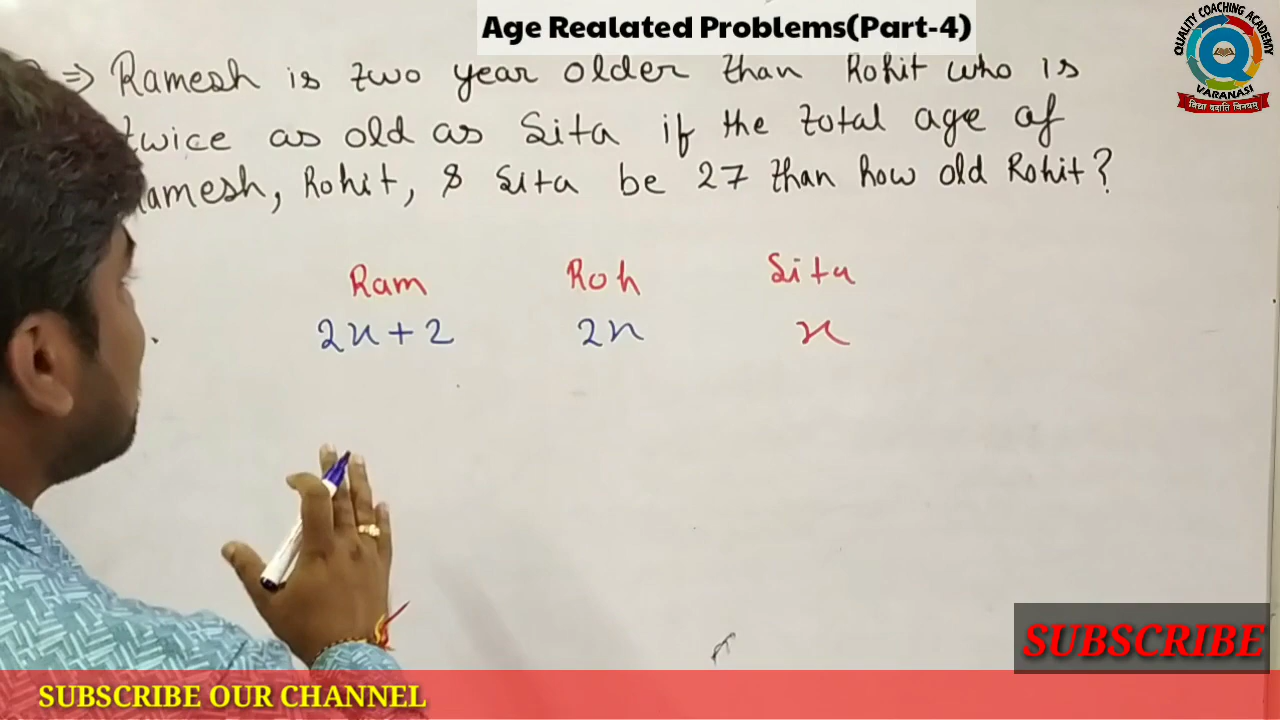 Age Realated Problems(Part-4)
QUALITY COACHING ACADEMY
VARANASI
⇒ Ramesh is two year older than Rohit who is
twice as old as Sita if the total age of
Ramesh, Rohit, & Sita be 27 than how old Rohit?
Ram Roh Sita
2x+2 2x x
SUBSCRIBE
SUBSCRIBE OUR CHANNEL